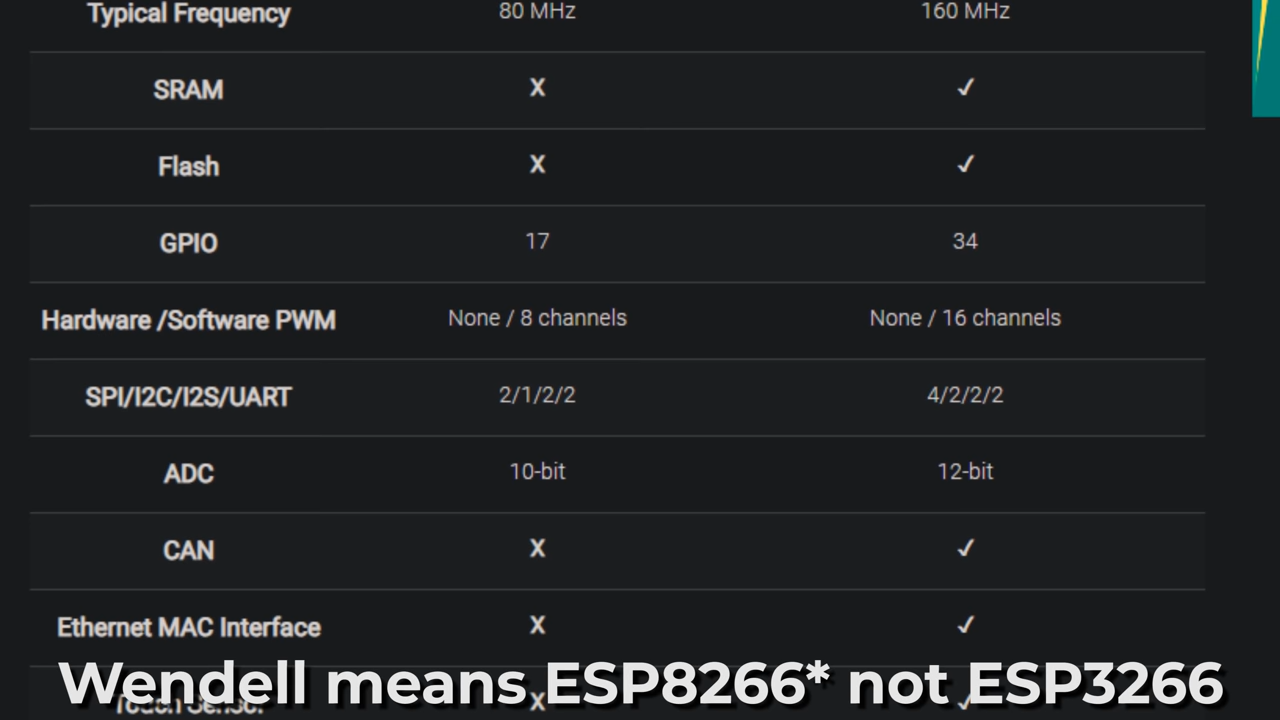 Typical Frequency 80 MHz 160 MHz
SRAM X ✓
Flash X ✓
GPIO 17 34
Hardware /Software PWM None / 8 channels None / 16 channels
SPI/I2C/I2S/UART 2/1/2/2 4/2/2/2
ADC 10-bit 12-bit
CAN X ✓
Ethernet MAC Interface X ✓
Touch Sensor X ✓
Wendell means ESP8266* not ESP3266